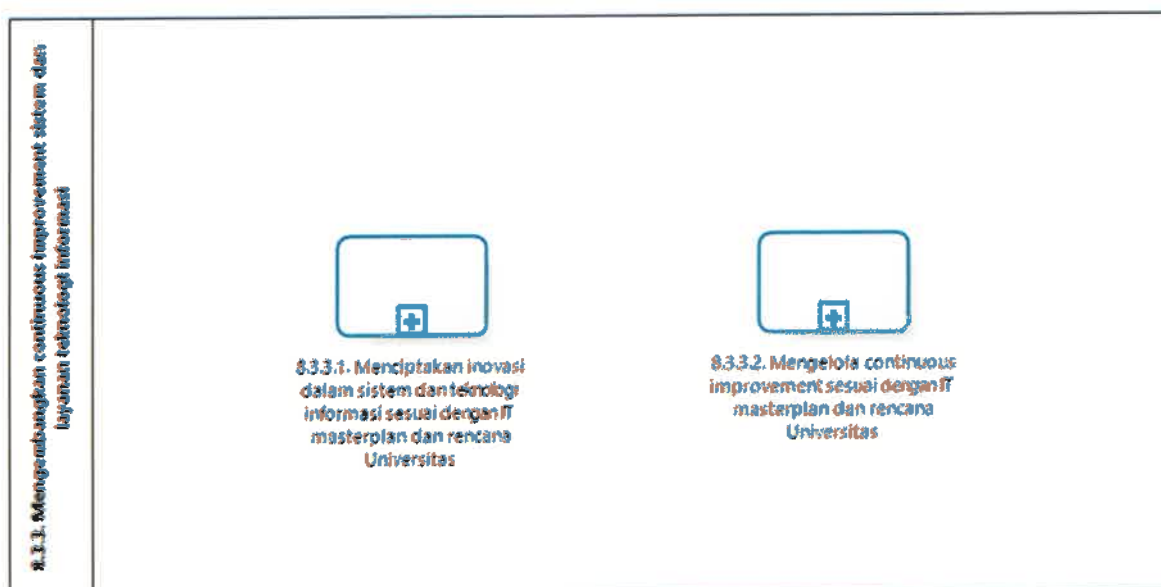 8.3.3. Mengembangkan continuous improvement sistem dan
layanan teknologi informasi
8.3.3.1. Menciptakan inovasi
dalam sistem dan teknologi
informasi sesuai dengan IT
masterplan dan rencana
Universitas
8.3.3.2. Mengelola continuous
improvement sesuai dengan IT
masterplan dan rencana
Universitas